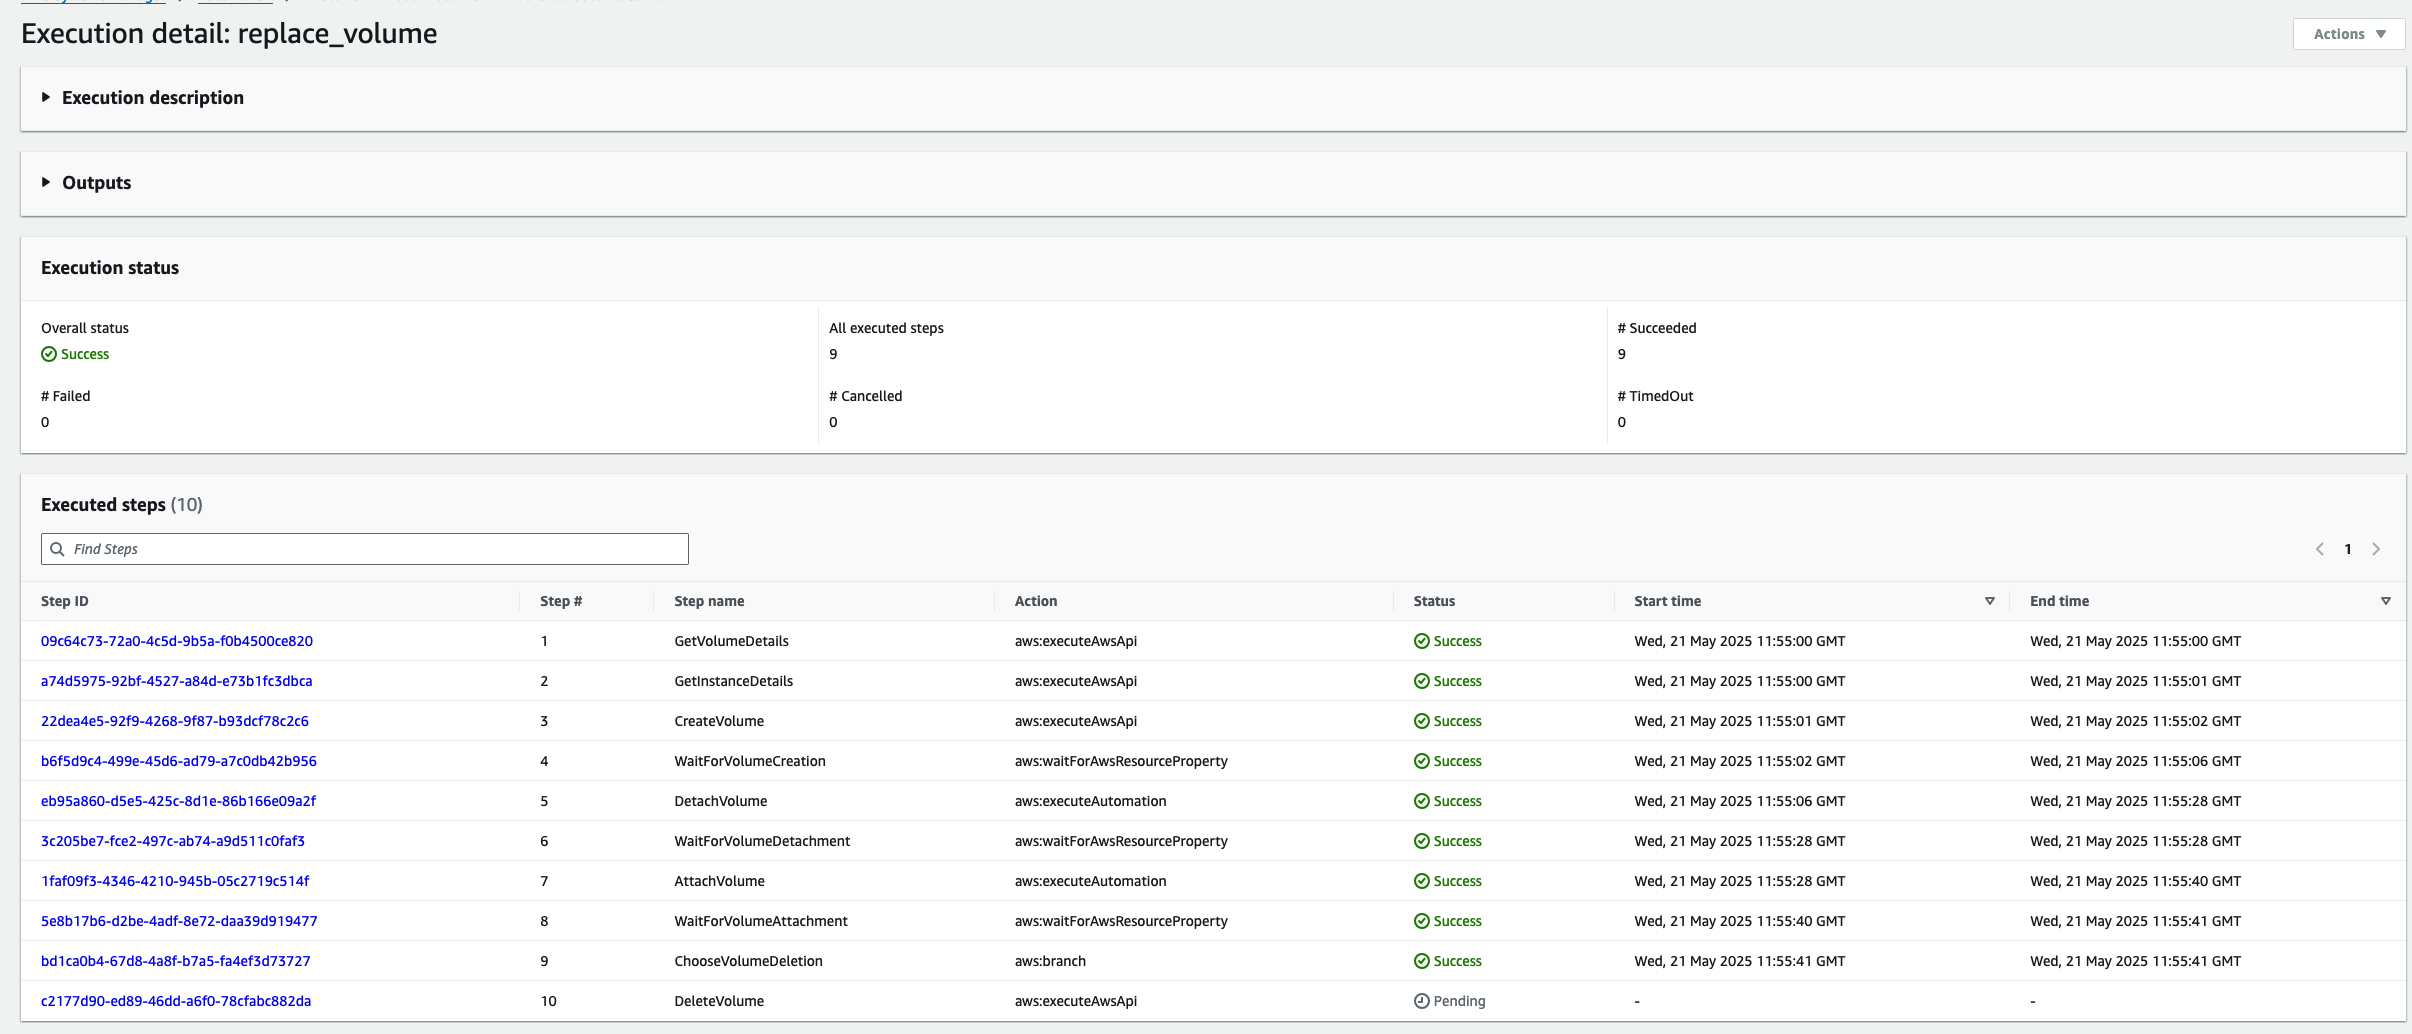 Execution detail: replace_volume
Actions
Execution description
Outputs
Execution status
Overall status
Success
All executed steps
9
# Succeeded
9
# Failed
0
# Cancelled
0
# TimedOut
0
Executed steps (10)
Find Steps
1
Step ID Step # Step name Action Status Start time End time
09c64c73-72a0-4c5d-9b5a-f0b4500ce820 1 GetVolumeDetails aws:executeAwsApi Success Wed, 21 May 2025 11:55:00 GMT Wed, 21 May 2025 11:55:00 GMT
a74d5975-92bf-4527-a84d-e73b1fc3dbca 2 GetInstanceDetails aws:executeAwsApi Success Wed, 21 May 2025 11:55:00 GMT Wed, 21 May 2025 11:55:01 GMT
22dea4e5-92f9-4268-9f87-b93dcf78c2c6 3 CreateVolume aws:executeAwsApi Success Wed, 21 May 2025 11:55:01 GMT Wed, 21 May 2025 11:55:02 GMT
b6f5d9c4-499e-45d6-ad79-a7c0db42b956 4 WaitForVolumeCreation aws:waitForAwsResourceProperty Success Wed, 21 May 2025 11:55:02 GMT Wed, 21 May 2025 11:55:06 GMT
eb95a860-d5e5-425c-8d1e-86b166e09a2f 5 DetachVolume aws:executeAutomation Success Wed, 21 May 2025 11:55:06 GMT Wed, 21 May 2025 11:55:28 GMT
3c205be7-fce2-497c-ab74-a9d511c0faf3 6 WaitForVolumeDetachment aws:waitForAwsResourceProperty Success Wed, 21 May 2025 11:55:28 GMT Wed, 21 May 2025 11:55:28 GMT
1faf09f3-4346-4210-945b-05c2719c514f 7 AttachVolume aws:executeAutomation Success Wed, 21 May 2025 11:55:28 GMT Wed, 21 May 2025 11:55:40 GMT
5e8b17b6-d2be-4adf-8e72-daa39d919477 8 WaitForVolumeAttachment aws:waitForAwsResourceProperty Success Wed, 21 May 2025 11:55:40 GMT Wed, 21 May 2025 11:55:41 GMT
bd1ca0b4-67d8-4a8f-b7a5-fa4ef3d73727 9 ChooseVolumeDeletion aws:branch Success Wed, 21 May 2025 11:55:41 GMT Wed, 21 May 2025 11:55:41 GMT
c2177d90-ed89-46dd-a6f0-78cfabc882da 10 DeleteVolume aws:executeAwsApi Pending - -